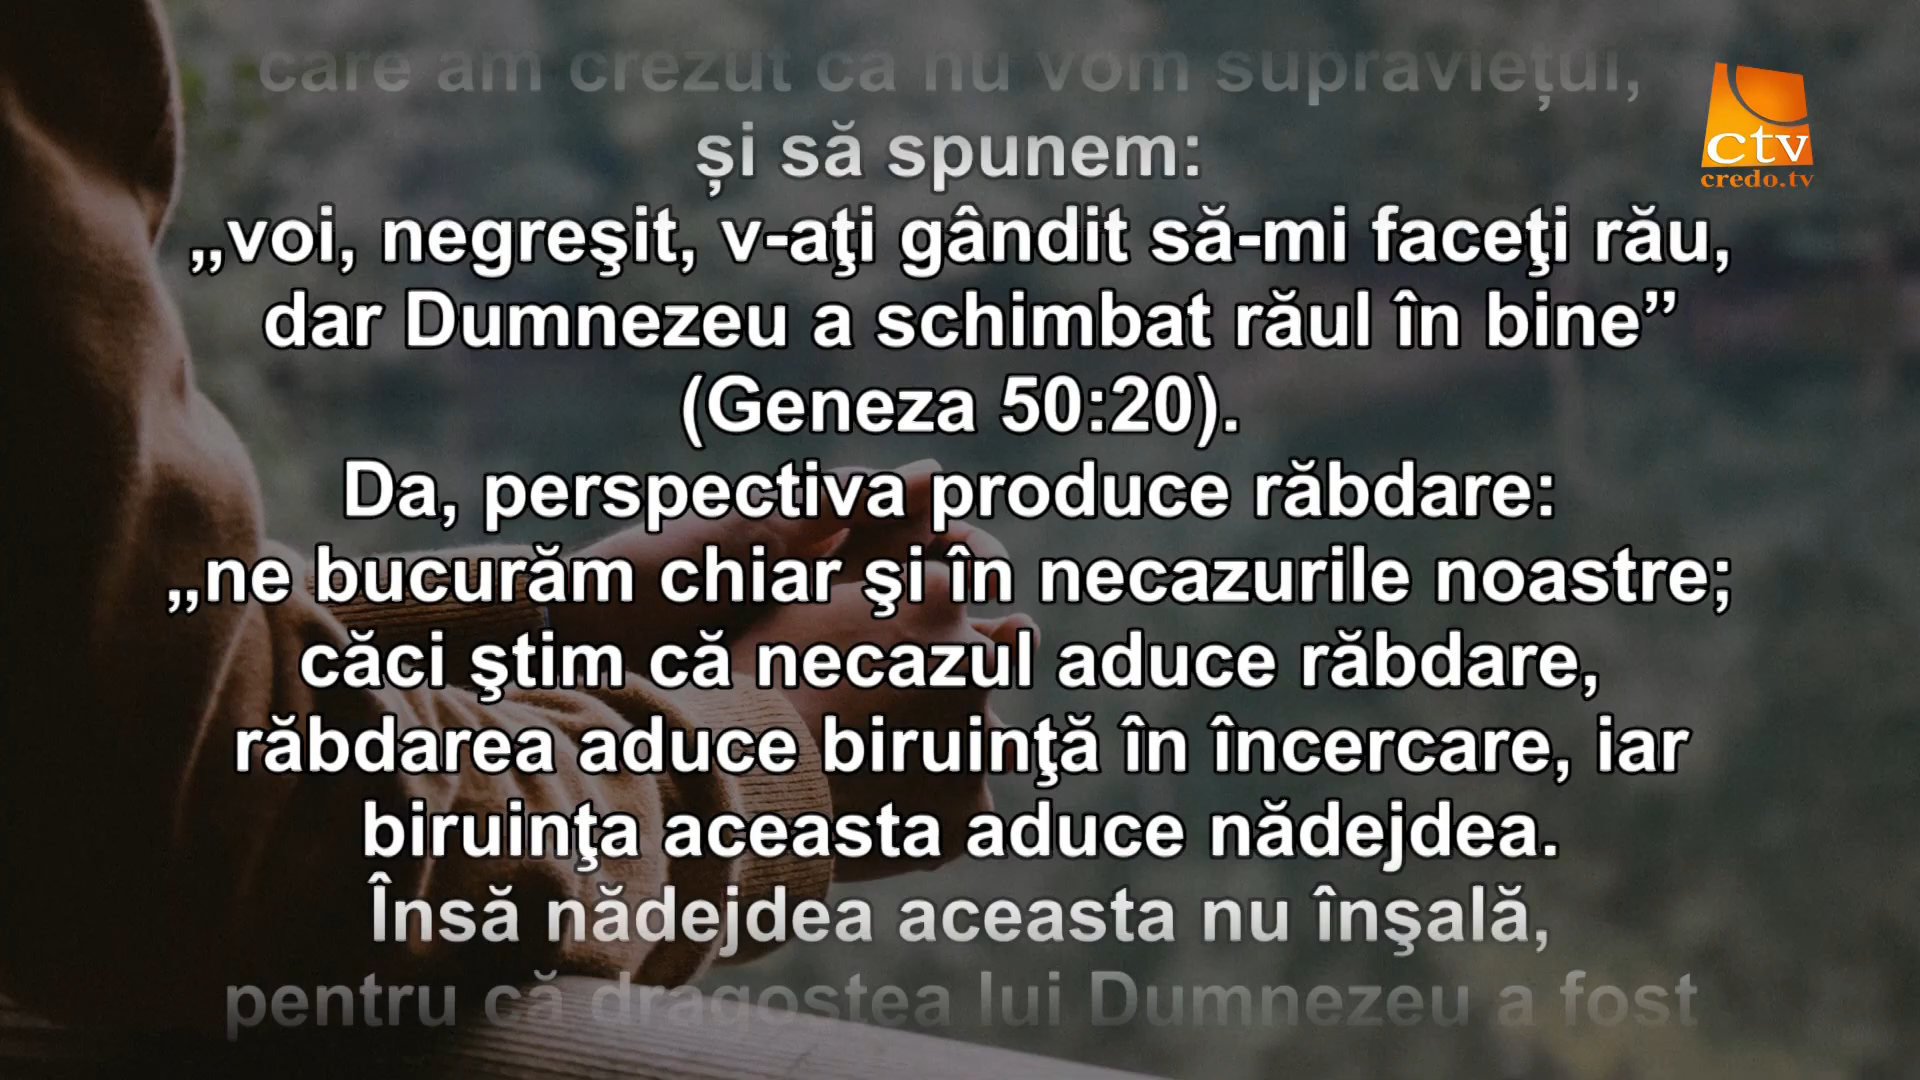 care am crezut că nu vom supraviețui,
și să spunem:
„voi, negreşit, v-aţi gândit să-mi faceţi rău,
dar Dumnezeu a schimbat răul în bine”
(Geneza 50:20).
Da, perspectiva produce răbdare:
„ne bucurăm chiar şi în necazurile noastre;
căci ştim că necazul aduce răbdare,
răbdarea aduce biruinţă în încercare, iar
biruinţa aceasta aduce nădejdea.
Însă nădejdea aceasta nu înşală,
pentru că dragostea lui Dumnezeu a fost
ctv
credo.tv